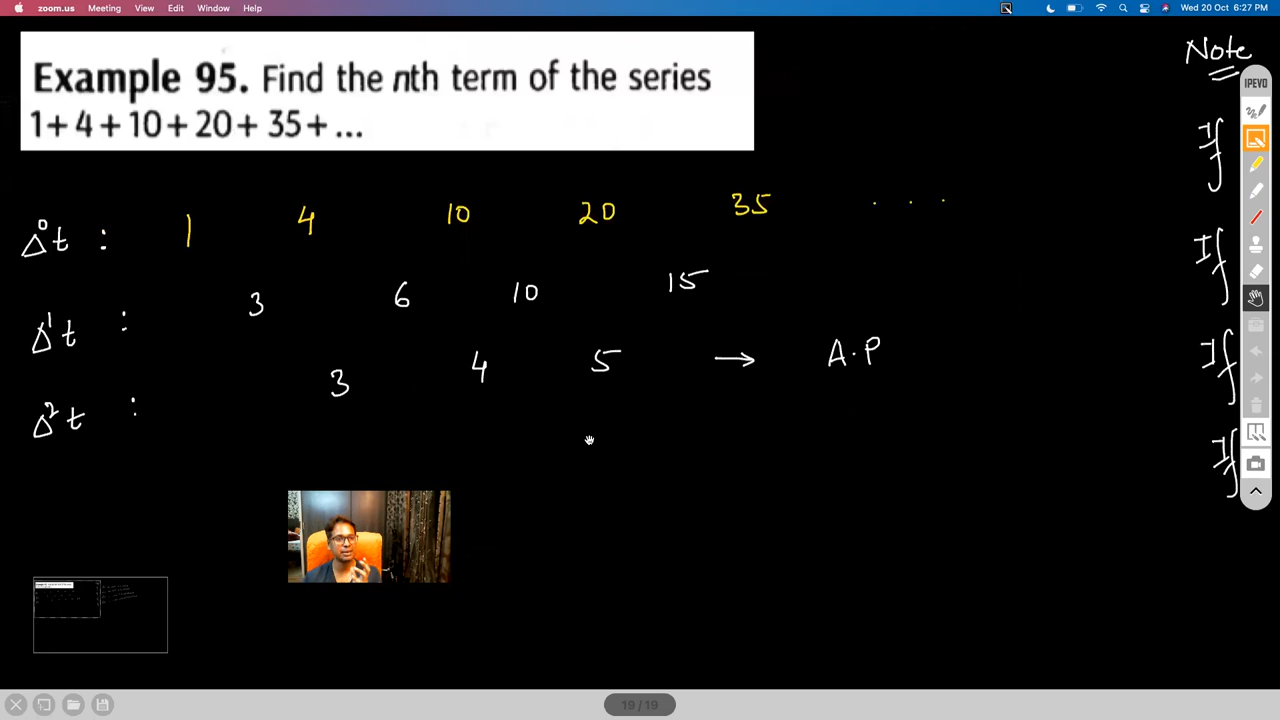 zoom.us Meeting View Edit Window Help Wed 20 Oct 6:27 PM
Note
IPEVO
Example 95. Find the nth term of the series
1+ 4 + 10 + 20 + 35 + ...
If
Δ⁰t : 1 4 10 20 35 . . .
If
Δ¹t : 3 6 10 15
If
Δ²t : 3 4 5 → A.P
If
19 / 19